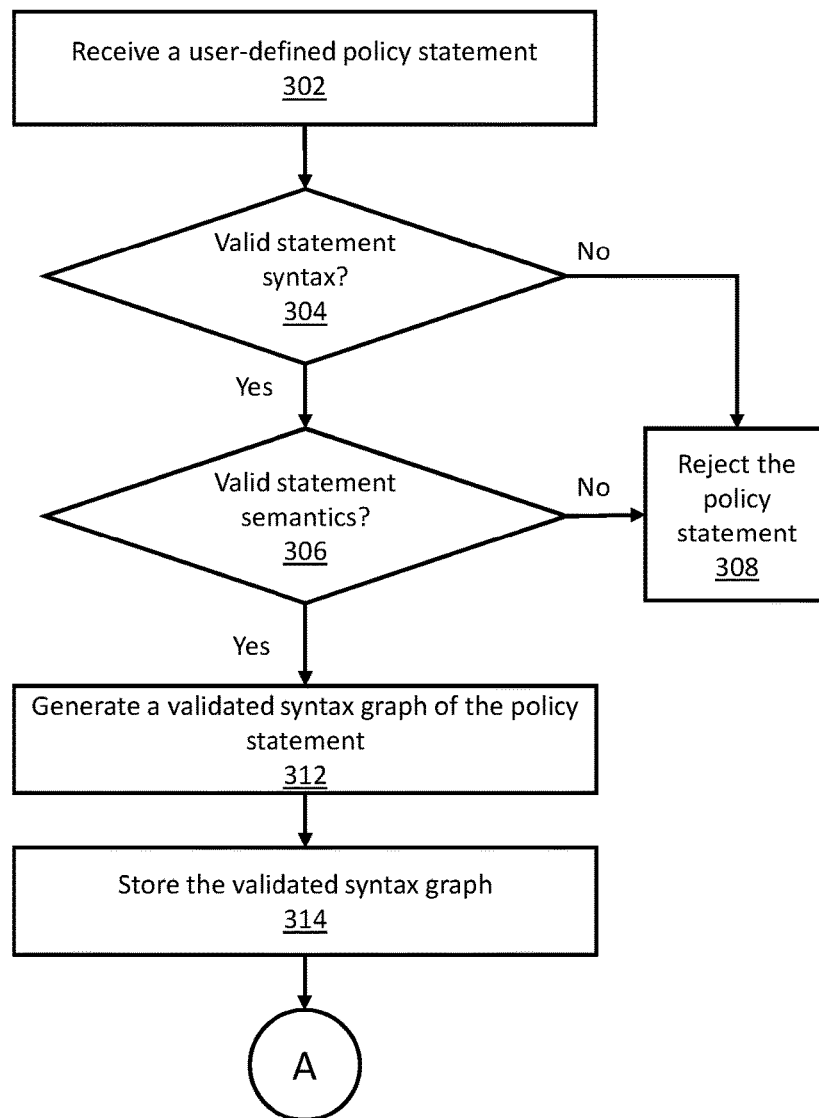 Receive a user-defined policy statement
302
Valid statement
syntax?
304
No
Yes
Valid statement
semantics?
306
No
Reject the
policy
statement
308
Yes
Generate a validated syntax graph of the policy
statement
312
Store the validated syntax graph
314
A